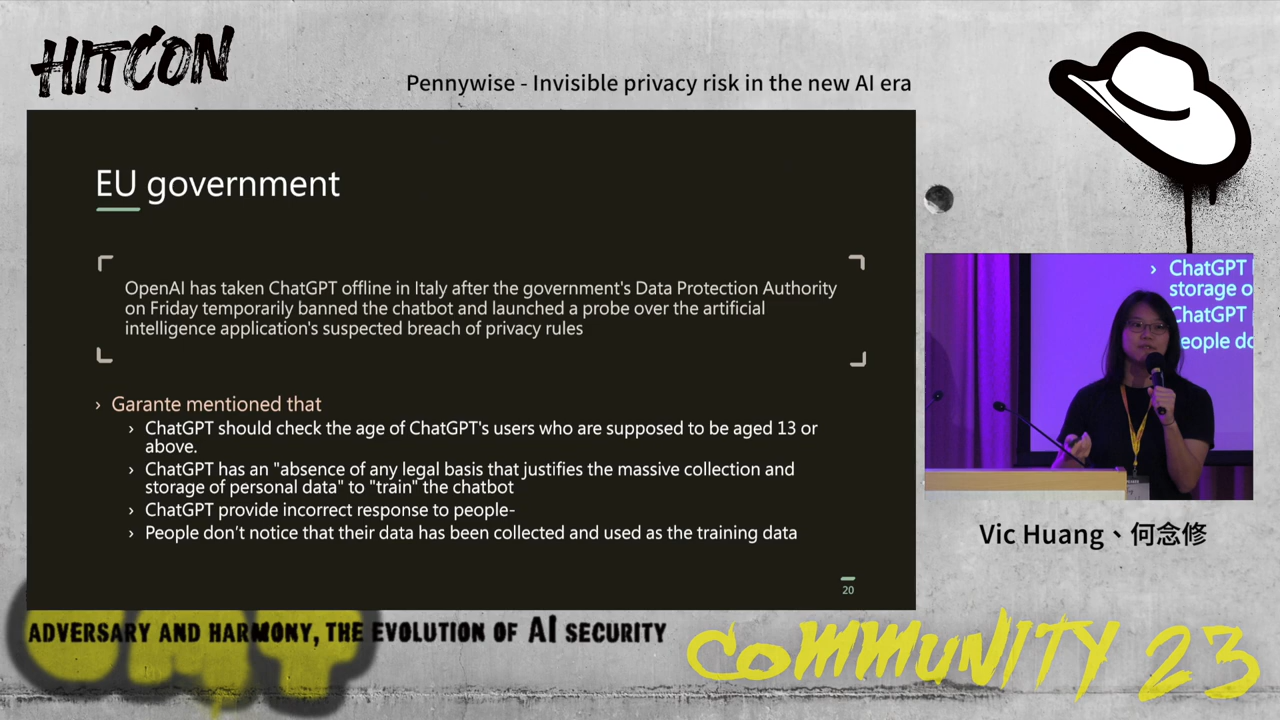 HITCON
Pennywise - Invisible privacy risk in the new AI era
EU government
OpenAI has taken ChatGPT offline in Italy after the government's Data Protection Authority
on Friday temporarily banned the chatbot and launched a probe over the artificial
intelligence application's suspected breach of privacy rules
› Garante mentioned that
› ChatGPT should check the age of ChatGPT's users who are supposed to be aged 13 or
above.
› ChatGPT has an "absence of any legal basis that justifies the massive collection and
storage of personal data" to "train" the chatbot
› ChatGPT provide incorrect response to people-
› People don't notice that their data has been collected and used as the training data
20
› ChatGPT
storage o
ChatGPT
eople do
Vic Huang、何念修
ADVERSARY AND HARMONY, THE EVOLUTION OF AI SECURITY
COMMUNITY 23